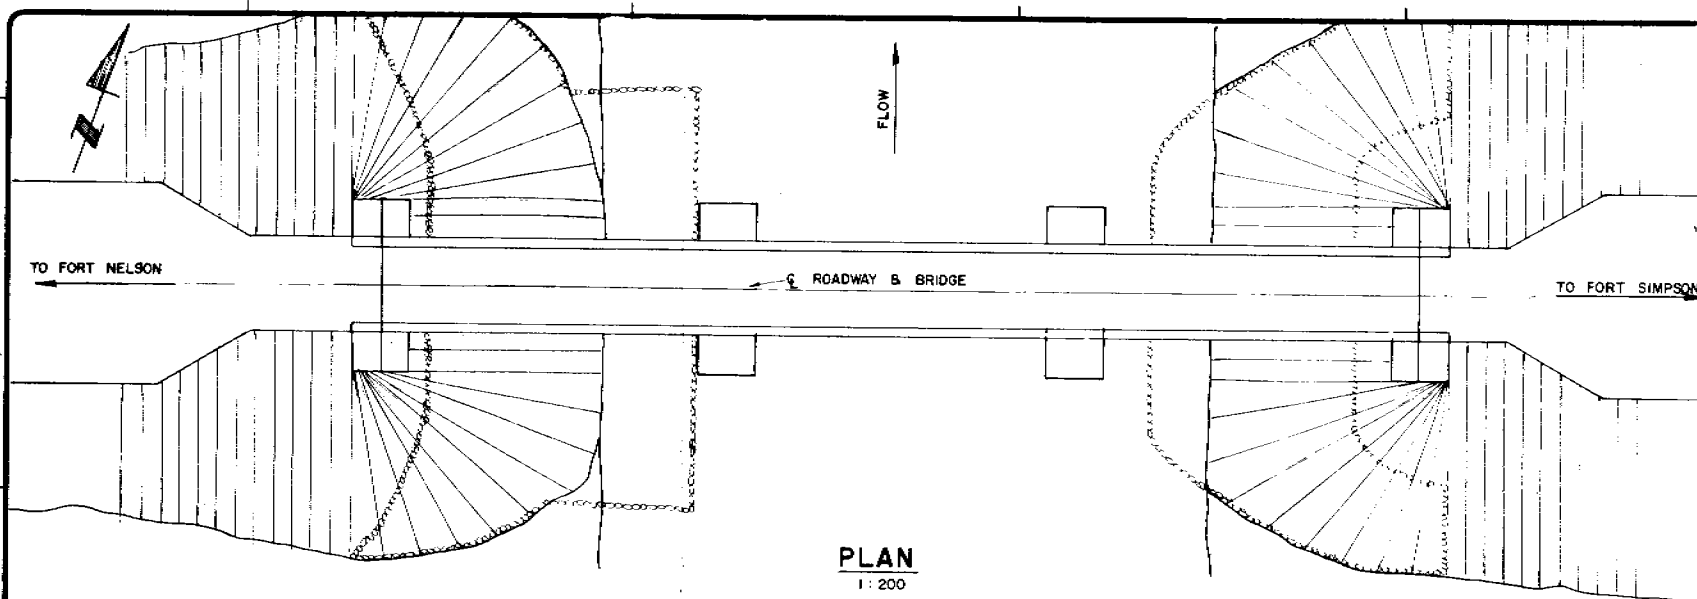 N
FLOW
TO FORT NELSON
℄ ROADWAY & BRIDGE
TO FORT SIMPSON
PLAN
1:200